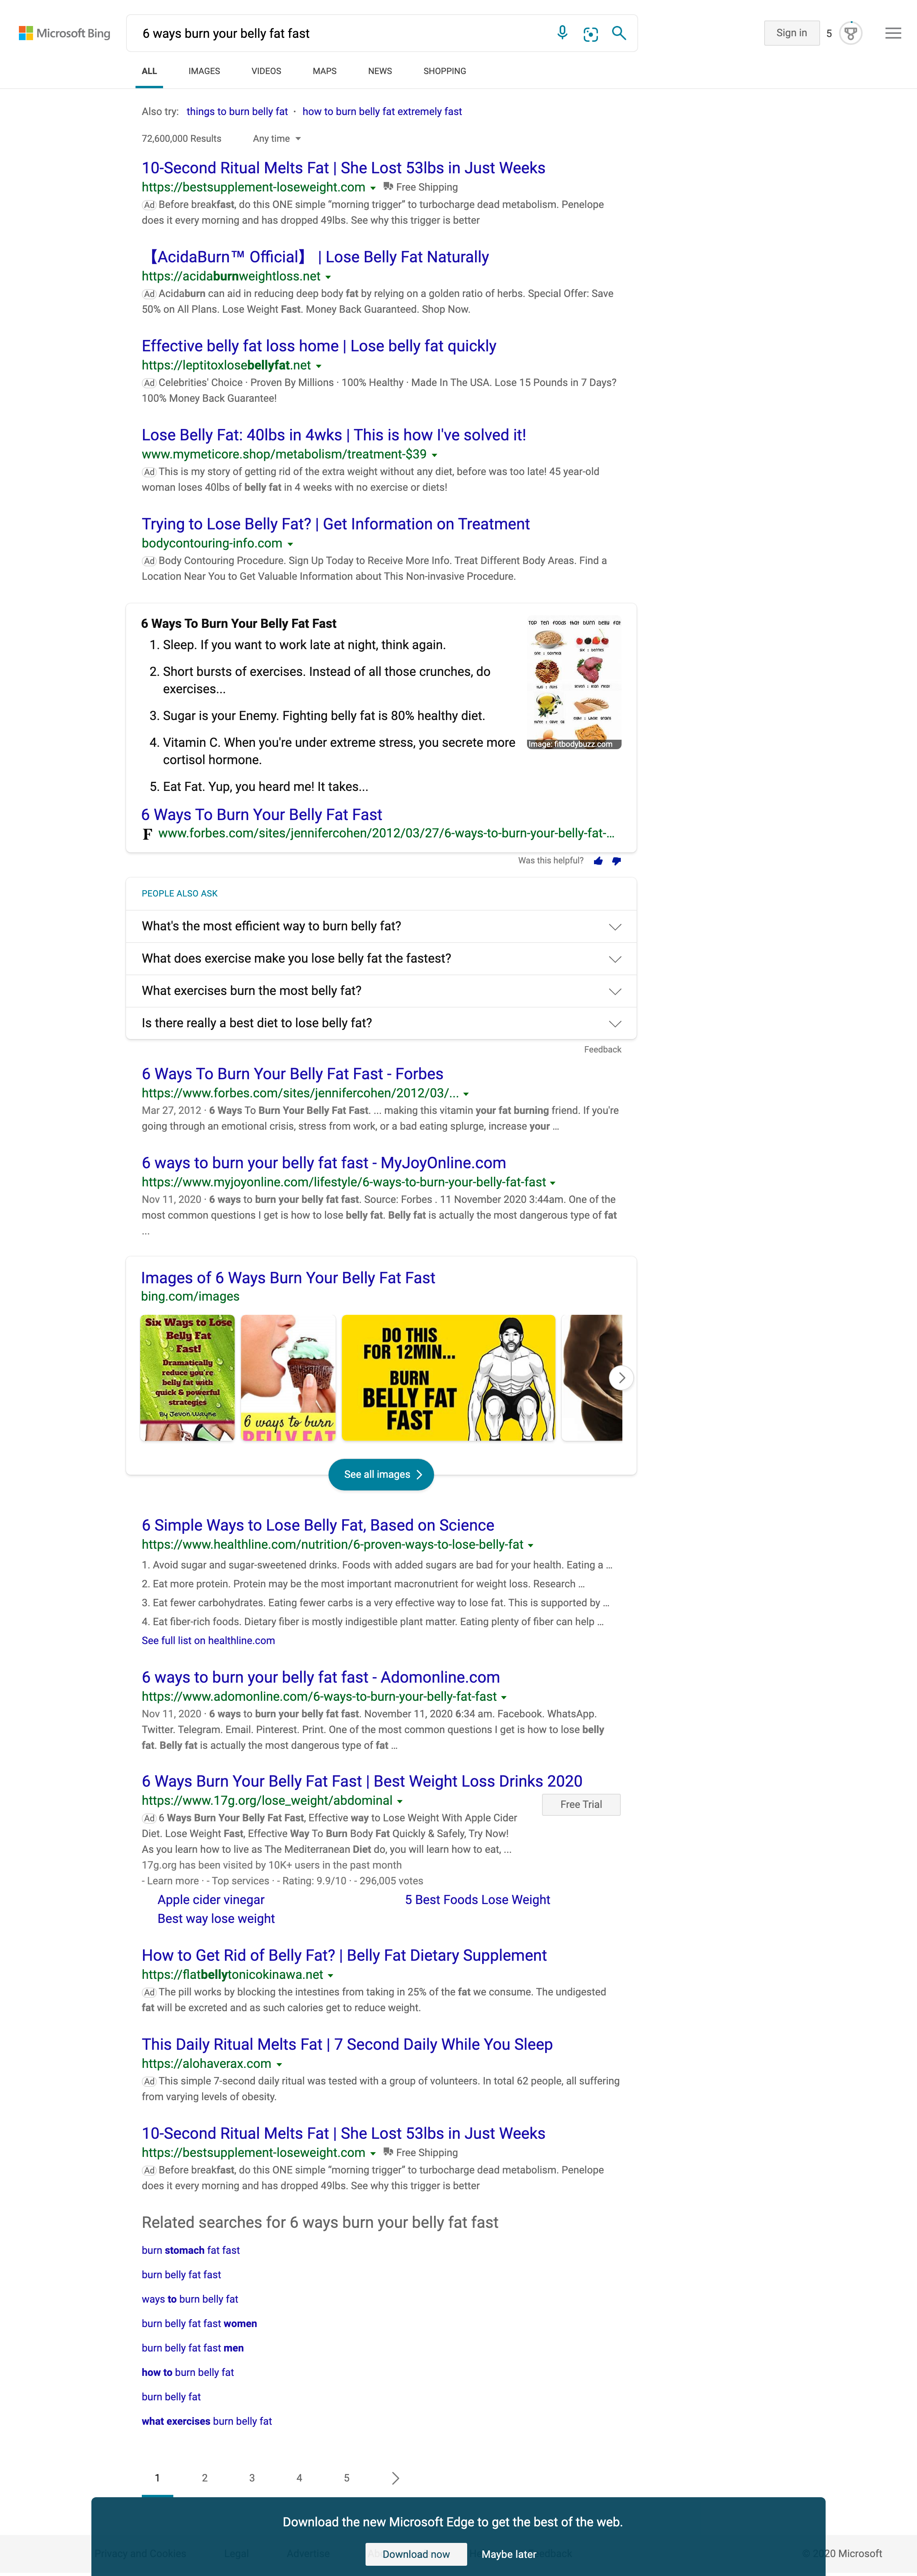 Microsoft Bing
6 ways burn your belly fat fast
Sign in
5
ALL IMAGES VIDEOS MAPS NEWS SHOPPING
Also try: things to burn belly fat · how to burn belly fat extremely fast
72,600,000 Results Any time
10-Second Ritual Melts Fat | She Lost 53lbs in Just Weeks
https://bestsupplement-loseweight.com Free Shipping
Ad Before breakfast, do this ONE simple “morning trigger” to turbocharge dead metabolism. Penelope
does it every morning and has dropped 49lbs. See why this trigger is better
【AcidaBurn™ Official】 | Lose Belly Fat Naturally
https://acidaburnweightloss.net
Ad Acidaburn can aid in reducing deep body fat by relying on a golden ratio of herbs. Special Offer: Save
50% on All Plans. Lose Weight Fast. Money Back Guaranteed. Shop Now.
Effective belly fat loss home | Lose belly fat quickly
https://leptitoxlosebellyfat.net
Ad Celebrities' Choice · Proven By Millions · 100% Healthy · Made In The USA. Lose 15 Pounds in 7 Days?
100% Money Back Guarantee!
Lose Belly Fat: 40lbs in 4wks | This is how I've solved it!
www.mymeticore.shop/metabolism/treatment-$39
Ad This is my story of getting rid of the extra weight without any diet, before was too late! 45 year-old
woman loses 40lbs of belly fat in 4 weeks with no exercise or diets!
Trying to Lose Belly Fat? | Get Information on Treatment
bodycontouring-info.com
Ad Body Contouring Procedure. Sign Up Today to Receive More Info. Treat Different Body Areas. Find a
Location Near You to Get Valuable Information about This Non-invasive Procedure.
6 Ways To Burn Your Belly Fat Fast
1. Sleep. If you want to work late at night, think again.
2. Short bursts of exercises. Instead of all those crunches, do
exercises...
3. Sugar is your Enemy. Fighting belly fat is 80% healthy diet.
4. Vitamin C. When you're under extreme stress, you secrete more
cortisol hormone.
5. Eat Fat. Yup, you heard me! It takes...
TOP TEN FOODS that burn belly fat
Image: fitbodybuzz.com
6 Ways To Burn Your Belly Fat Fast
F www.forbes.com/sites/jennifercohen/2012/03/27/6-ways-to-burn-your-belly-fat-...
Was this helpful?
PEOPLE ALSO ASK
What's the most efficient way to burn belly fat?
What does exercise make you lose belly fat the fastest?
What exercises burn the most belly fat?
Is there really a best diet to lose belly fat?
Feedback
6 Ways To Burn Your Belly Fat Fast - Forbes
https://www.forbes.com/sites/jennifercohen/2012/03/...
Mar 27, 2012 · 6 Ways To Burn Your Belly Fat Fast. ... making this vitamin your fat burning friend. If you're
going through an emotional crisis, stress from work, or a bad eating splurge, increase your ...
6 ways to burn your belly fat fast - MyJoyOnline.com
https://www.myjoyonline.com/lifestyle/6-ways-to-burn-your-belly-fat-fast
Nov 11, 2020 · 6 ways to burn your belly fat fast. Source: Forbes . 11 November 2020 3:44am. One of the
most common questions I get is how to lose belly fat. Belly fat is actually the most dangerous type of fat
...
Images of 6 Ways Burn Your Belly Fat Fast
bing.com/images
Six Ways to Lose
Belly Fat
Fast!
Dramatically
reduce you're
belly fat with
quick & powerful
strategies
By Jevon Wayne
6 ways to burn
BELLY FAT
DO THIS
FOR 12MIN...
BURN
BELLY FAT
FAST
See all images
6 Simple Ways to Lose Belly Fat, Based on Science
https://www.healthline.com/nutrition/6-proven-ways-to-lose-belly-fat
1. Avoid sugar and sugar-sweetened drinks. Foods with added sugars are bad for your health. Eating a ...
2. Eat more protein. Protein may be the most important macronutrient for weight loss. Research ...
3. Eat fewer carbohydrates. Eating fewer carbs is a very effective way to lose fat. This is supported by ...
4. Eat fiber-rich foods. Dietary fiber is mostly indigestible plant matter. Eating plenty of fiber can help ...
See full list on healthline.com
6 ways to burn your belly fat fast - Adomonline.com
https://www.adomonline.com/6-ways-to-burn-your-belly-fat-fast
Nov 11, 2020 · 6 ways to burn your belly fat fast. November 11, 2020 6:34 am. Facebook. WhatsApp.
Twitter. Telegram. Email. Pinterest. Print. One of the most common questions I get is how to lose belly
fat. Belly fat is actually the most dangerous type of fat ...
6 Ways Burn Your Belly Fat Fast | Best Weight Loss Drinks 2020
https://www.17g.org/lose_weight/abdominal
Free Trial
Ad 6 Ways Burn Your Belly Fat Fast, Effective way to Lose Weight With Apple Cider
Diet. Lose Weight Fast, Effective Way To Burn Body Fat Quickly & Safely, Try Now!
As you learn how to live as The Mediterranean Diet do, you will learn how to eat, ...
17g.org has been visited by 10K+ users in the past month
- Learn more · - Top services · - Rating: 9.9/10 · - 296,005 votes
Apple cider vinegar 5 Best Foods Lose Weight
Best way lose weight
How to Get Rid of Belly Fat? | Belly Fat Dietary Supplement
https://flatbellytonicokinawa.net
Ad The pill works by blocking the intestines from taking in 25% of the fat we consume. The undigested
fat will be excreted and as such calories get to reduce weight.
This Daily Ritual Melts Fat | 7 Second Daily While You Sleep
https://alohaverax.com
Ad This simple 7-second daily ritual was tested with a group of volunteers. In total 62 people, all suffering
from varying levels of obesity.
10-Second Ritual Melts Fat | She Lost 53lbs in Just Weeks
https://bestsupplement-loseweight.com Free Shipping
Ad Before breakfast, do this ONE simple “morning trigger” to turbocharge dead metabolism. Penelope
does it every morning and has dropped 49lbs. See why this trigger is better
Related searches for 6 ways burn your belly fat fast
burn stomach fat fast
burn belly fat fast
ways to burn belly fat
burn belly fat fast women
burn belly fat fast men
how to burn belly fat
burn belly fat
what exercises burn belly fat
1 2 3 4 5
Download the new Microsoft Edge to get the best of the web.
Download now Maybe later
Privacy and Cookies Legal Advertise
20 Microsoft